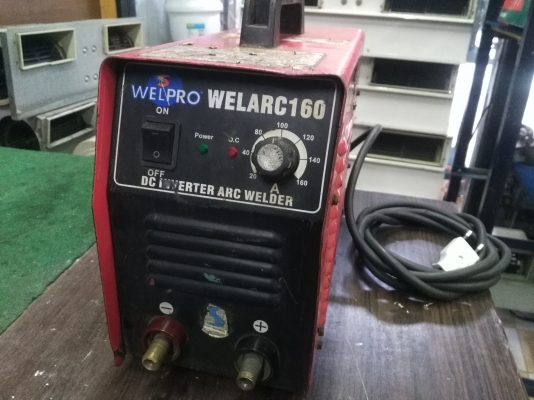 WELPRO® WELARC160
ON
OFF
Power
O.C
20
40
80
100
120
140
160
A
DC INVERTER ARC WELDER
−
+